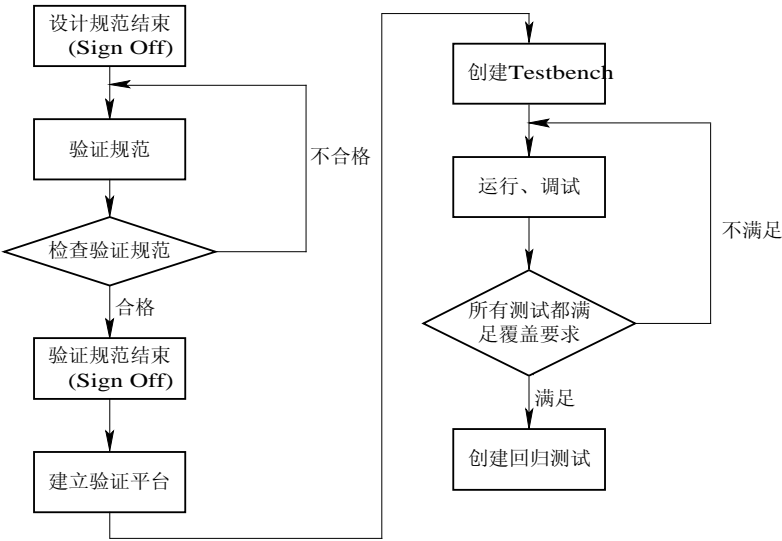 设计规范结束
(Sign Off)
验证规范
不合格
检查验证规范
合格
验证规范结束
(Sign Off)
建立验证平台
创建Testbench
运行、调试
不满足
所有测试都满
足覆盖要求
满足
创建回归测试